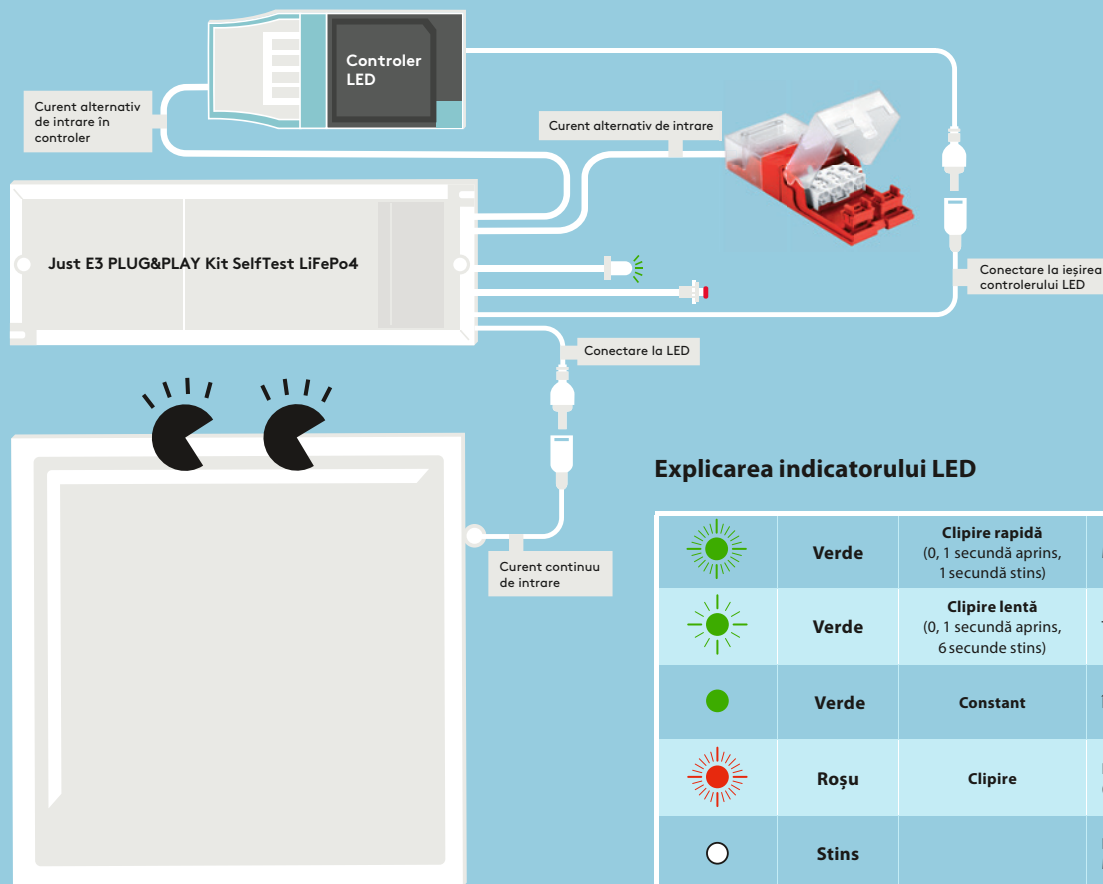 Controler
LED
Curent alternativ
de intrare în
controler
Curent alternativ de intrare
Just E3 PLUG&PLAY Kit SelfTest LiFePo4
Conectare la ieșirea
controlerului LED
Conectare la LED
Curent continuu
de intrare
Explicarea indicatorului LED
Verde
Clipire rapidă
(0, 1 secundă aprins,
1 secundă stins)
Verde
Clipire lentă
(0, 1 secundă aprins,
6 secunde stins)
Verde
Constant
Roșu
Clipire
Stins